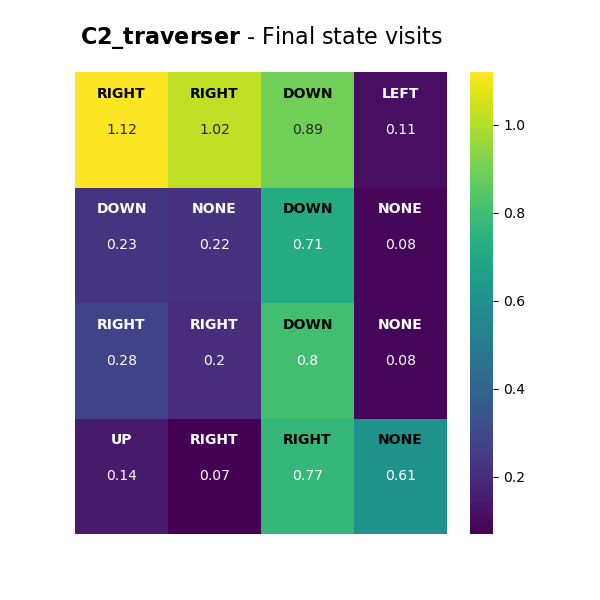 C2_traverser - Final state visits
RIGHT RIGHT DOWN LEFT
1.12 1.02 0.89 0.11
DOWN NONE DOWN NONE
0.23 0.22 0.71 0.08
RIGHT RIGHT DOWN NONE
0.28 0.2 0.8 0.08
UP RIGHT RIGHT NONE
0.14 0.07 0.77 0.61
1.0
0.8
0.6
0.4
0.2